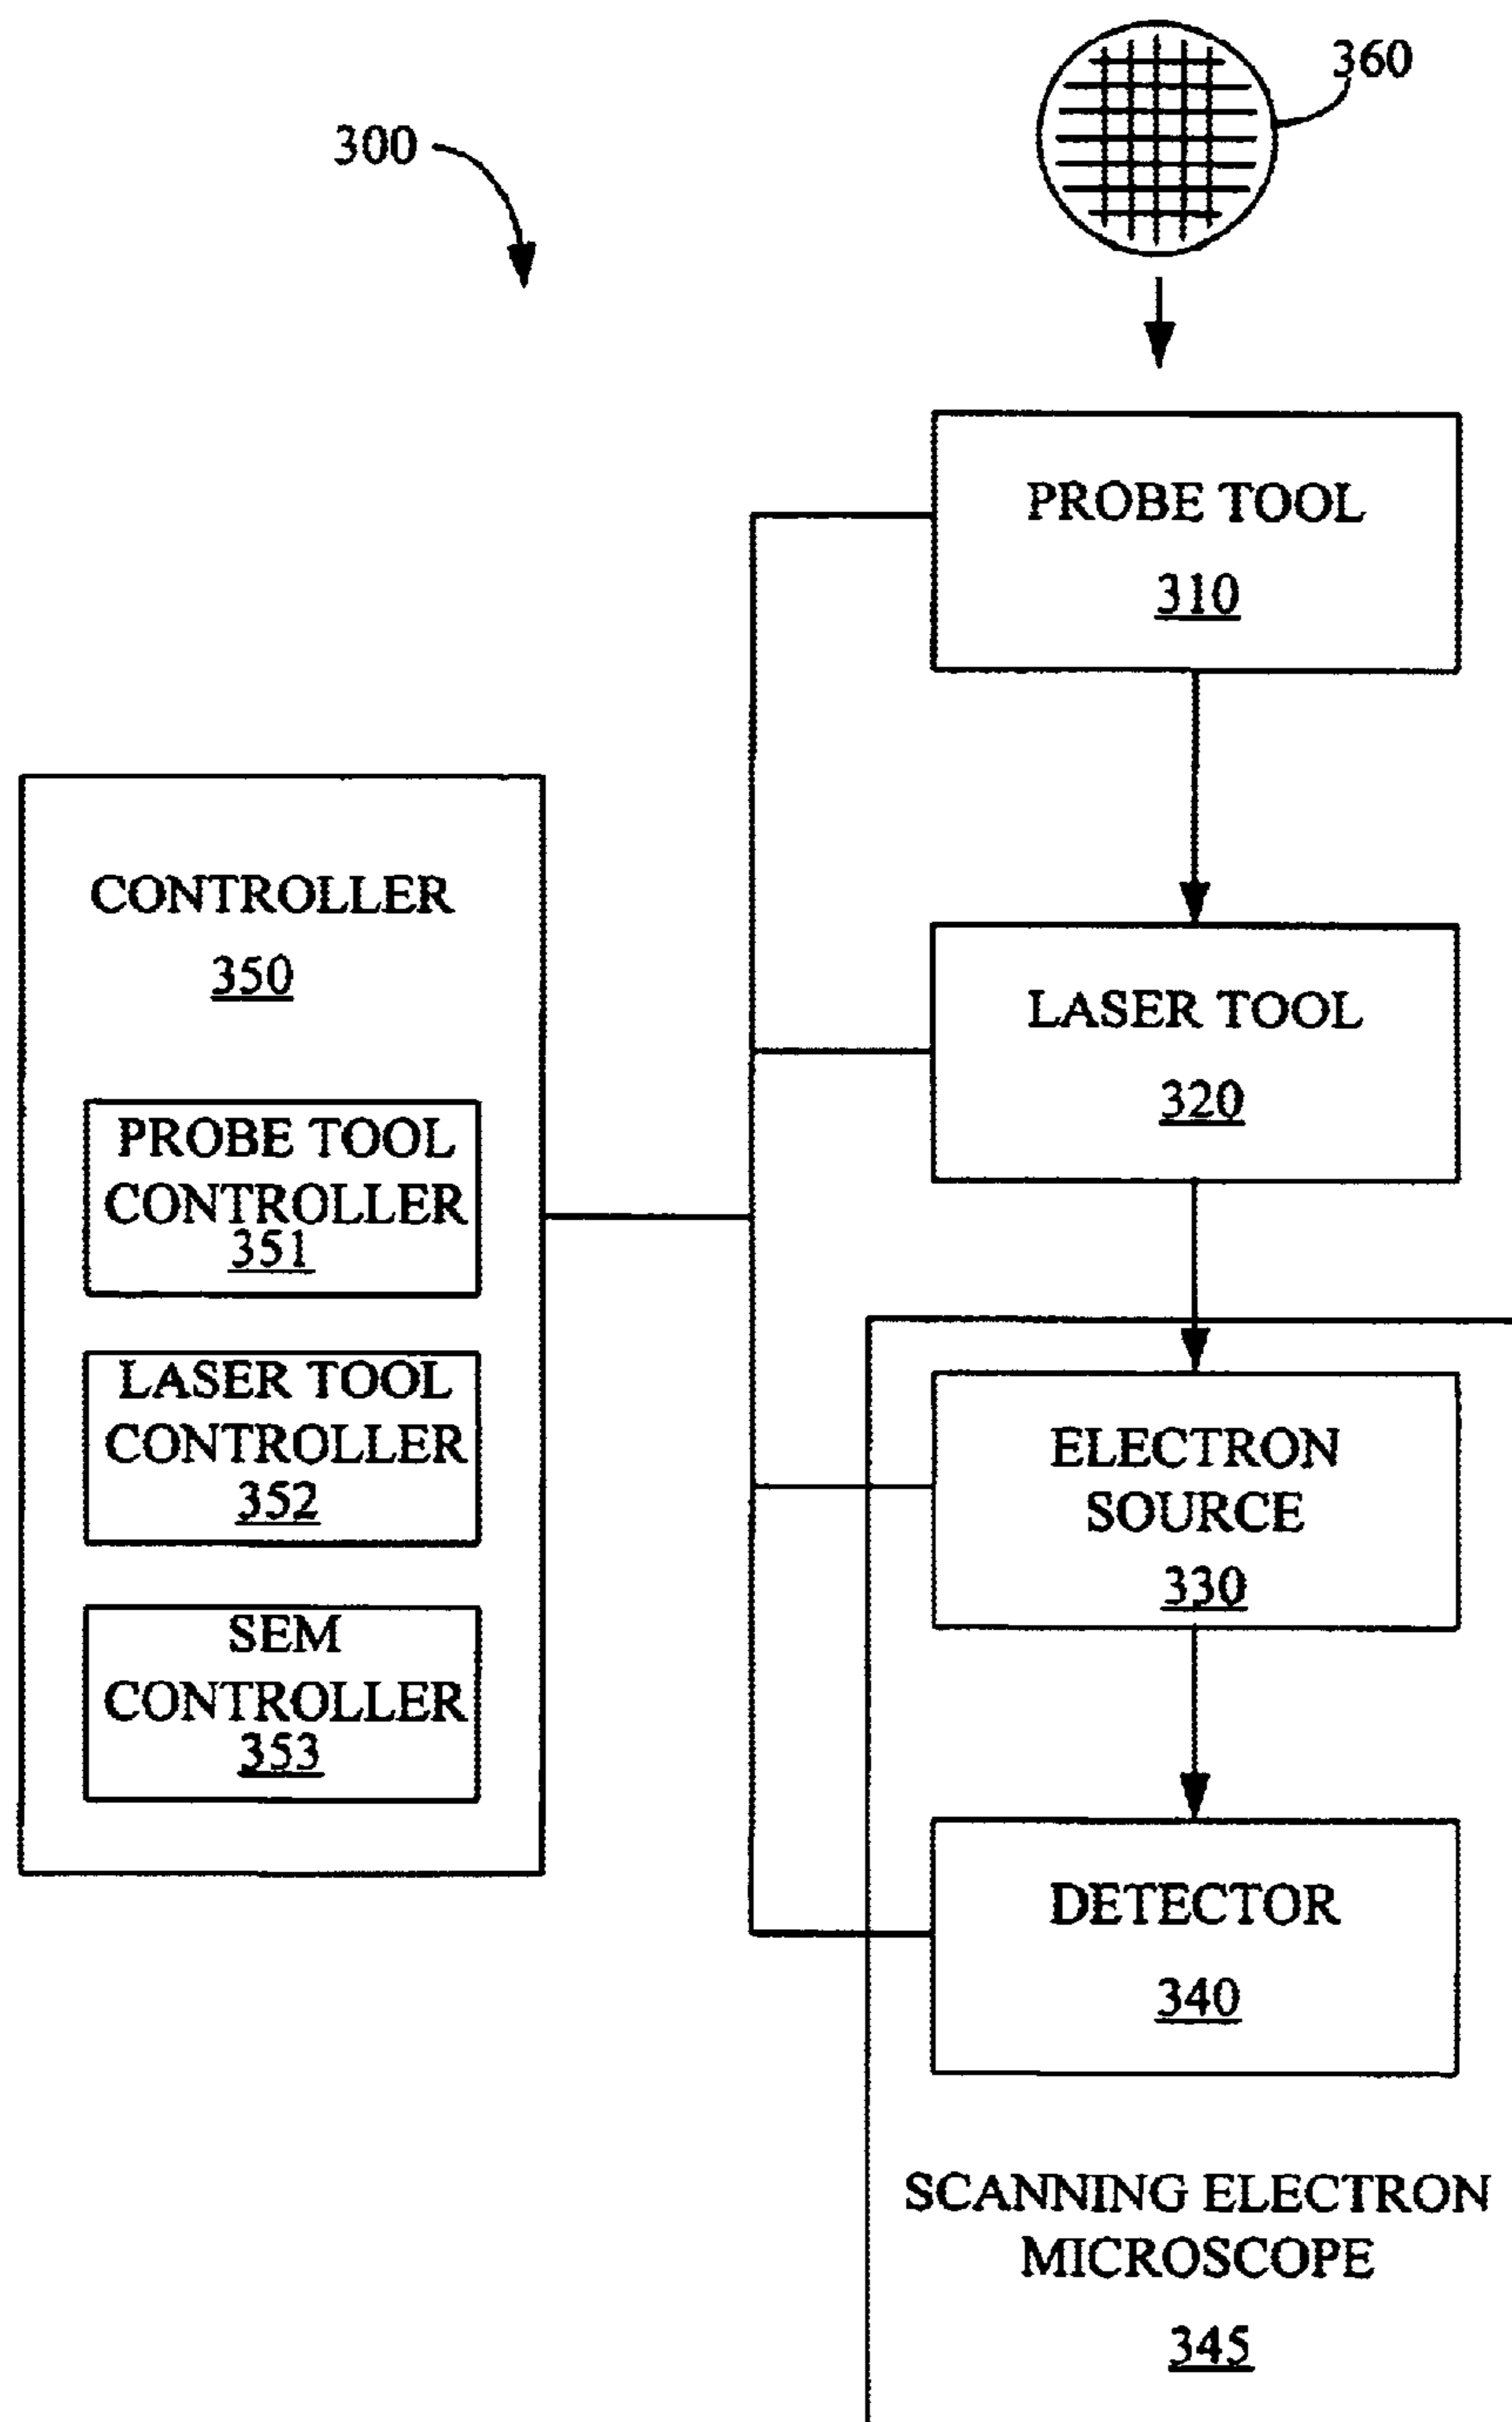 360
300
PROBE TOOL
310
CONTROLLER
350
LASER TOOL
320
PROBE TOOL
CONTROLLER
351
LASER TOOL
CONTROLLER
352
ELECTRON
SOURCE
330
SEM
CONTROLLER
353
DETECTOR
340
SCANNING ELECTRON
MICROSCOPE
345